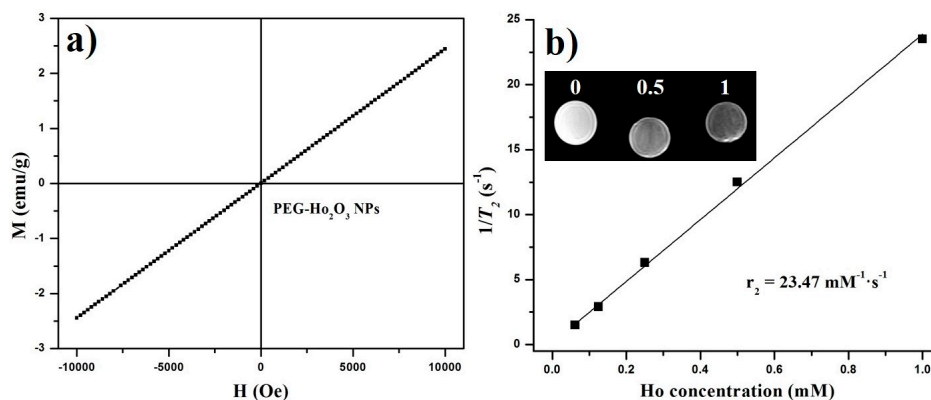 a)
3
2
1
0
-1
-2
-3
M (emu/g)
PEG-Ho₂O₃ NPs
-10000 -5000 0 5000 10000
H (Oe)
b)
25
20
15
10
5
0
1/T₂ (s⁻¹)
0 0.5 1
r₂ = 23.47 mM⁻¹·s⁻¹
0.0 0.2 0.4 0.6 0.8 1.0
Ho concentration (mM)